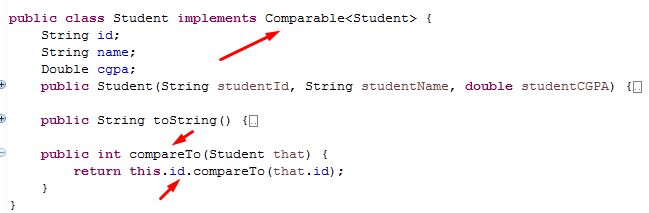 public class Student implements Comparable<Student> {
String id;
String name;
Double cgpa;
public Student(String studentId, String studentName, double studentCGPA) {
public String toString() {
public int compareTo(Student that) {
return this.id.compareTo(that.id);
}
}